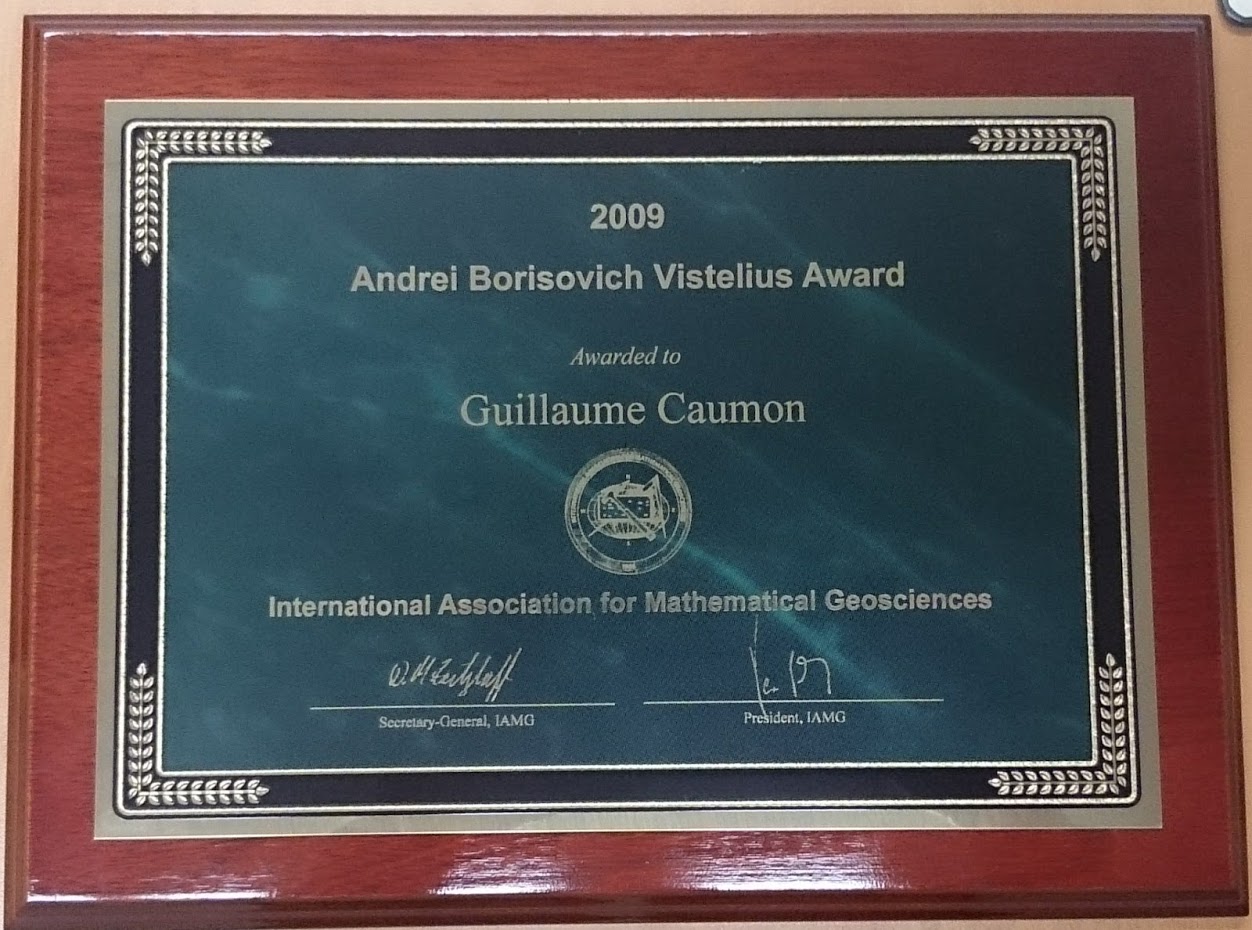 2009
Andrei Borisovich Vistelius Award
Awarded to
Guillaume Caumon
International Association for Mathematical Geosciences
Secretary-General, IAMG
President, IAMG